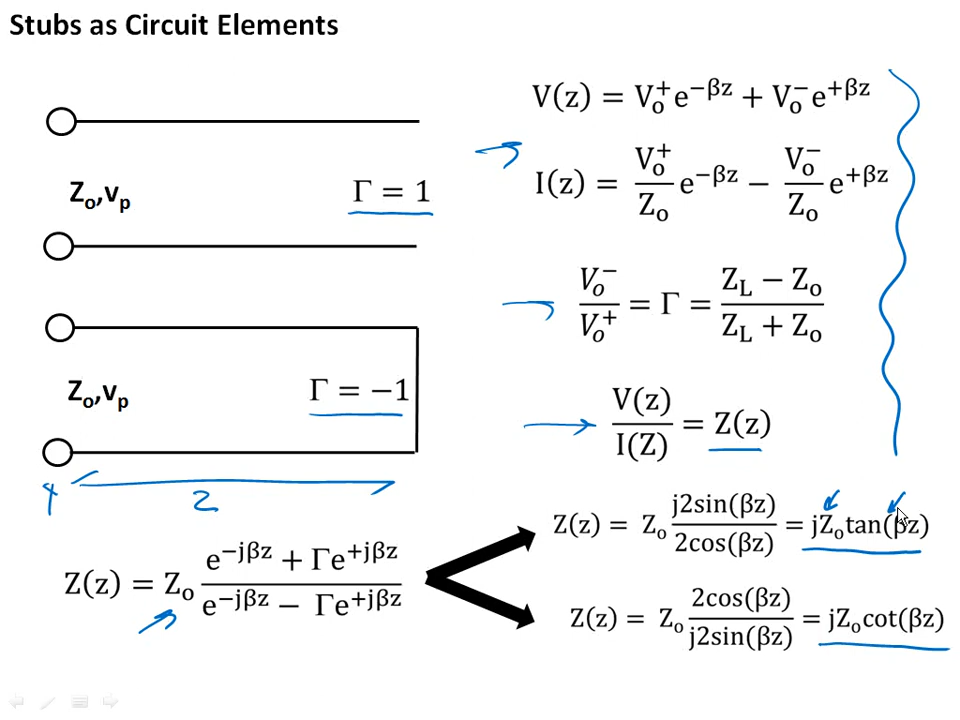 Stubs as Circuit Elements
V(z) = V₀⁺e^{−βz} + V₀⁻e^{+βz}
Z₀,vₚ
Γ = 1
I(z) = V₀⁺/Z₀ e^{−βz} − V₀⁻/Z₀ e^{+βz}
V₀⁻/V₀⁺ = Γ = (Z_L − Z₀)/(Z_L + Z₀)
Z₀,vₚ
Γ = −1
V(z)/I(Z) = Z(z)
Z(z) = Z₀ j2sin(βz)/2cos(βz) = jZ₀tan(βz)
Z(z) = Z₀ (e^{−jβz} + Γe^{+jβz})/(e^{−jβz} − Γe^{+jβz})
Z(z) = Z₀ 2cos(βz)/j2sin(βz) = jZ₀cot(βz)